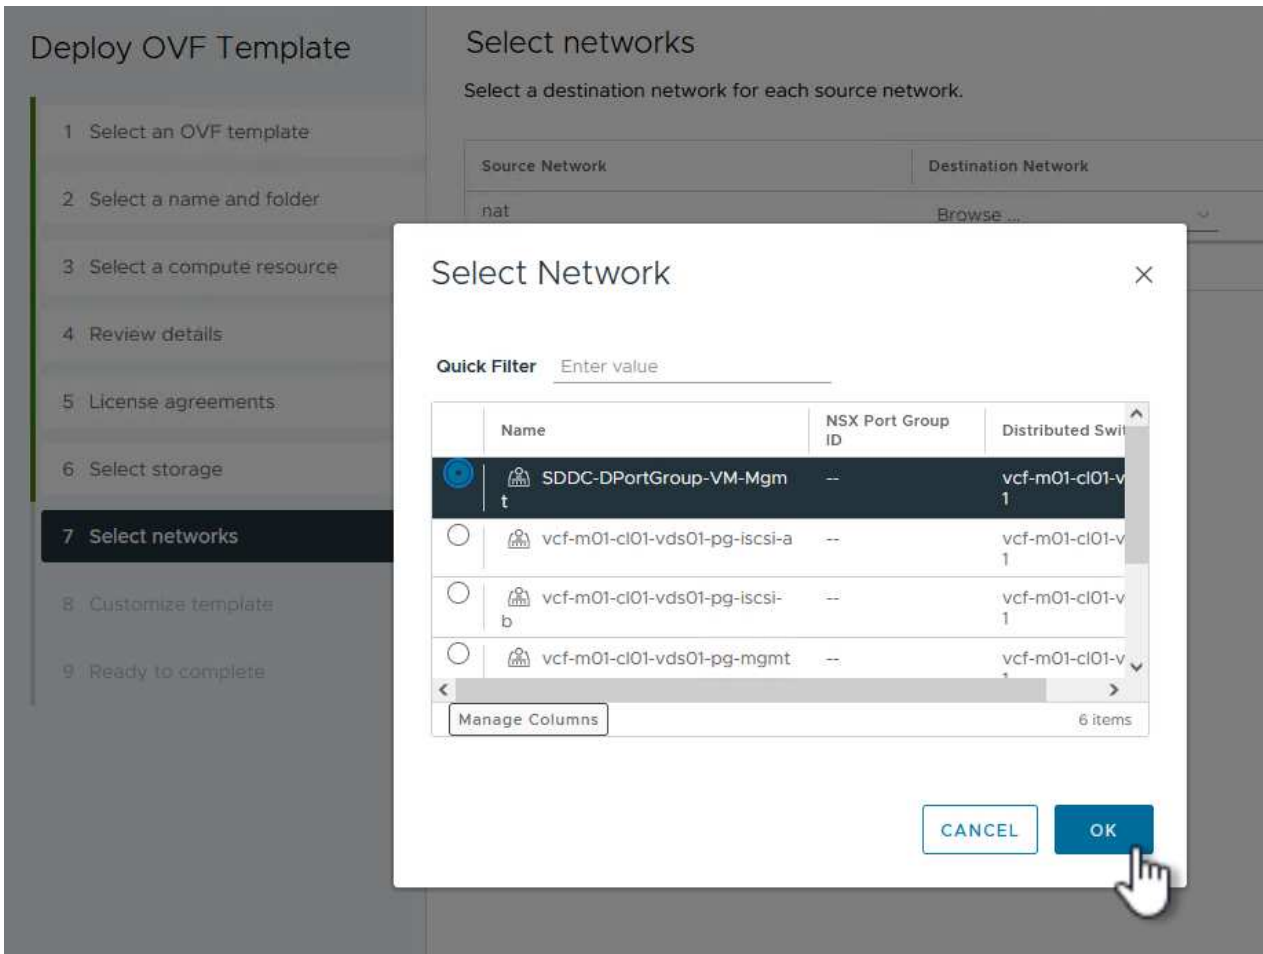 Deploy OVF Template
1 Select an OVF template
2 Select a name and folder
3 Select a compute resource
4 Review details
5 License agreements
6 Select storage
7 Select networks
8 Customize template
9 Ready to complete
Select networks
Select a destination network for each source network.
Source Network Destination Network
nat Browse ...
Select Network
Quick Filter Enter value
Name NSX Port Group ID Distributed Swit
SDDC-DPortGroup-VM-Mgm -- vcf-m01-cl01-v
t 1
vcf-m01-cl01-vds01-pg-iscsi-a -- vcf-m01-cl01-v
1
vcf-m01-cl01-vds01-pg-iscsi- -- vcf-m01-cl01-v
b 1
vcf-m01-cl01-vds01-pg-mgmt -- vcf-m01-cl01-v
1
Manage Columns 6 items
CANCEL OK